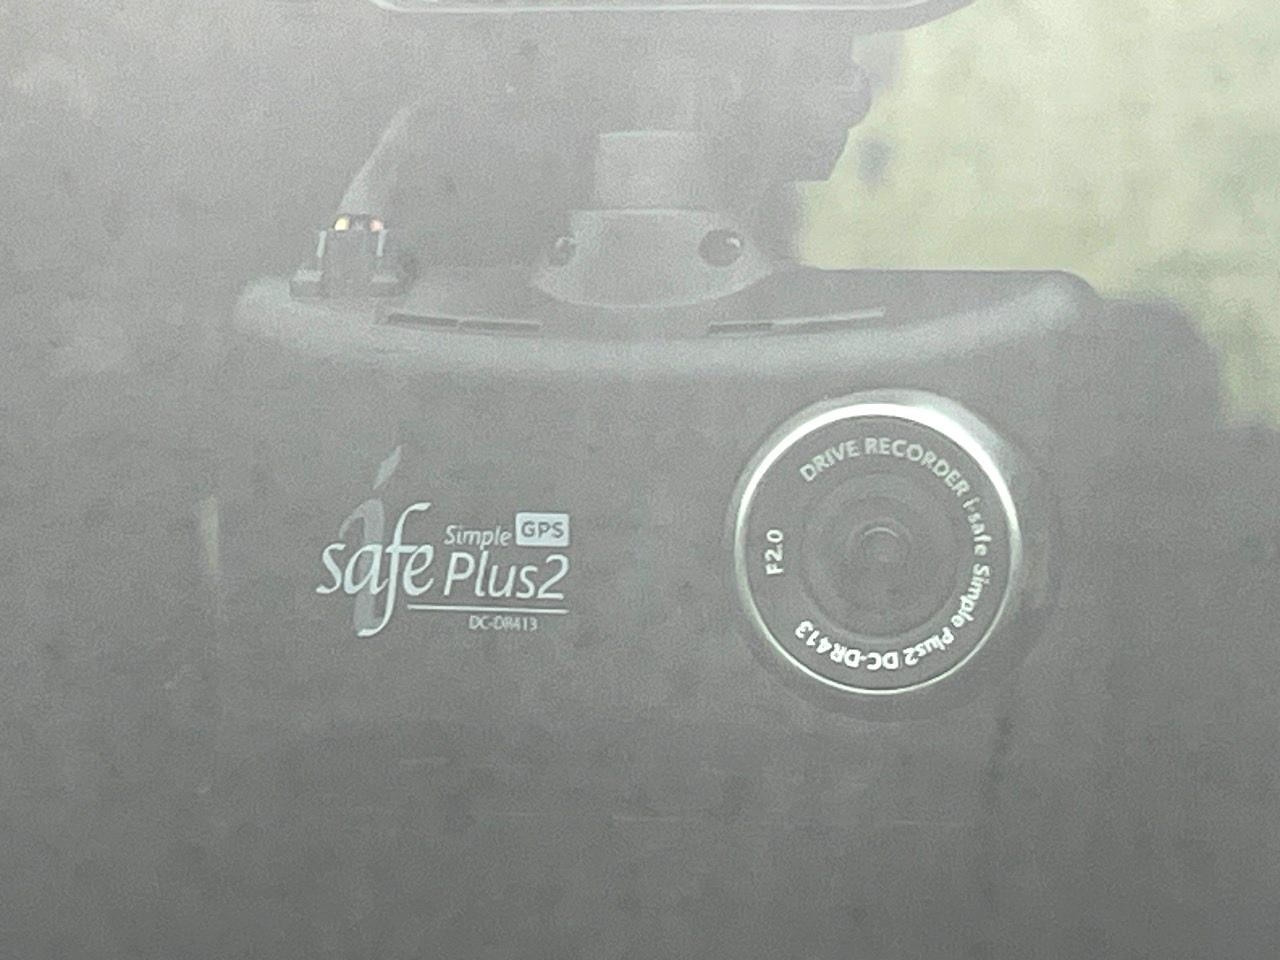 i safe
Simple GPS
Plus2
DC-DR413
DRIVE RECORDER i-safe Simple Plus2 DC-DR413
F2.0